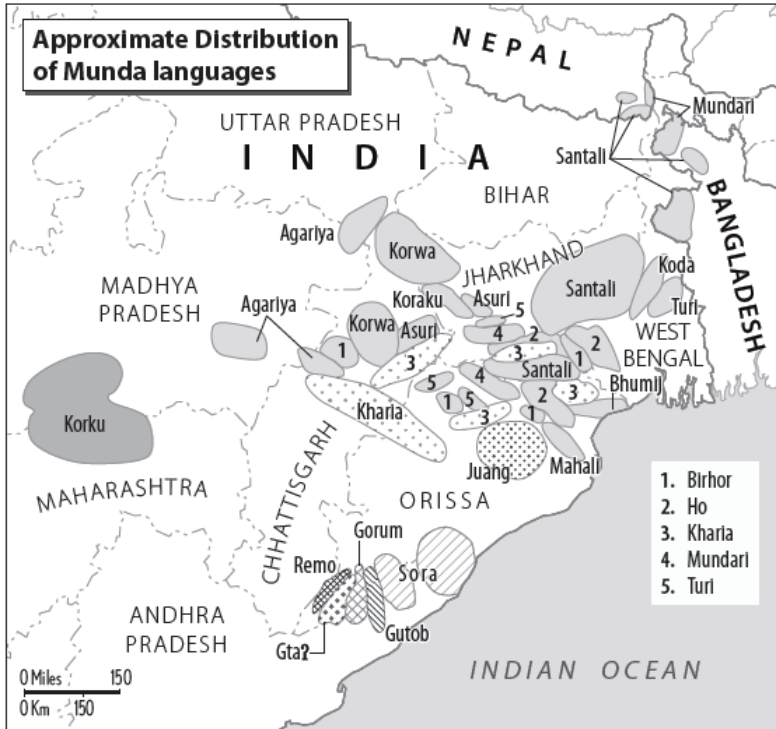 Approximate Distribution
of Munda languages
NEPAL
Mundari
UTTAR PRADESH
INDIA
Santali
BIHAR
BANGLADESH
Agariya
Korwa
JHARKHAND
MADHYA
PRADESH
Koraku
Asuri
5
Santali
Koda
Turi
Agariya
1
Korwa
Asuri
3
4
2
3
Santali
1
2
WEST
BENGAL
Bhumij
Korku
Kharia
5
1
5
4
3
2
1
3
Juang
Mahali
MAHARASHTRA
CHHATTISGARH
ORISSA
1. Birhor
2. Ho
3. Kharia
4. Mundari
5. Turi
Gorum
Remo
Sora
ANDHRA
PRADESH
Gta?
Gutob
0 Miles 150
0 Km 150
INDIAN OCEAN